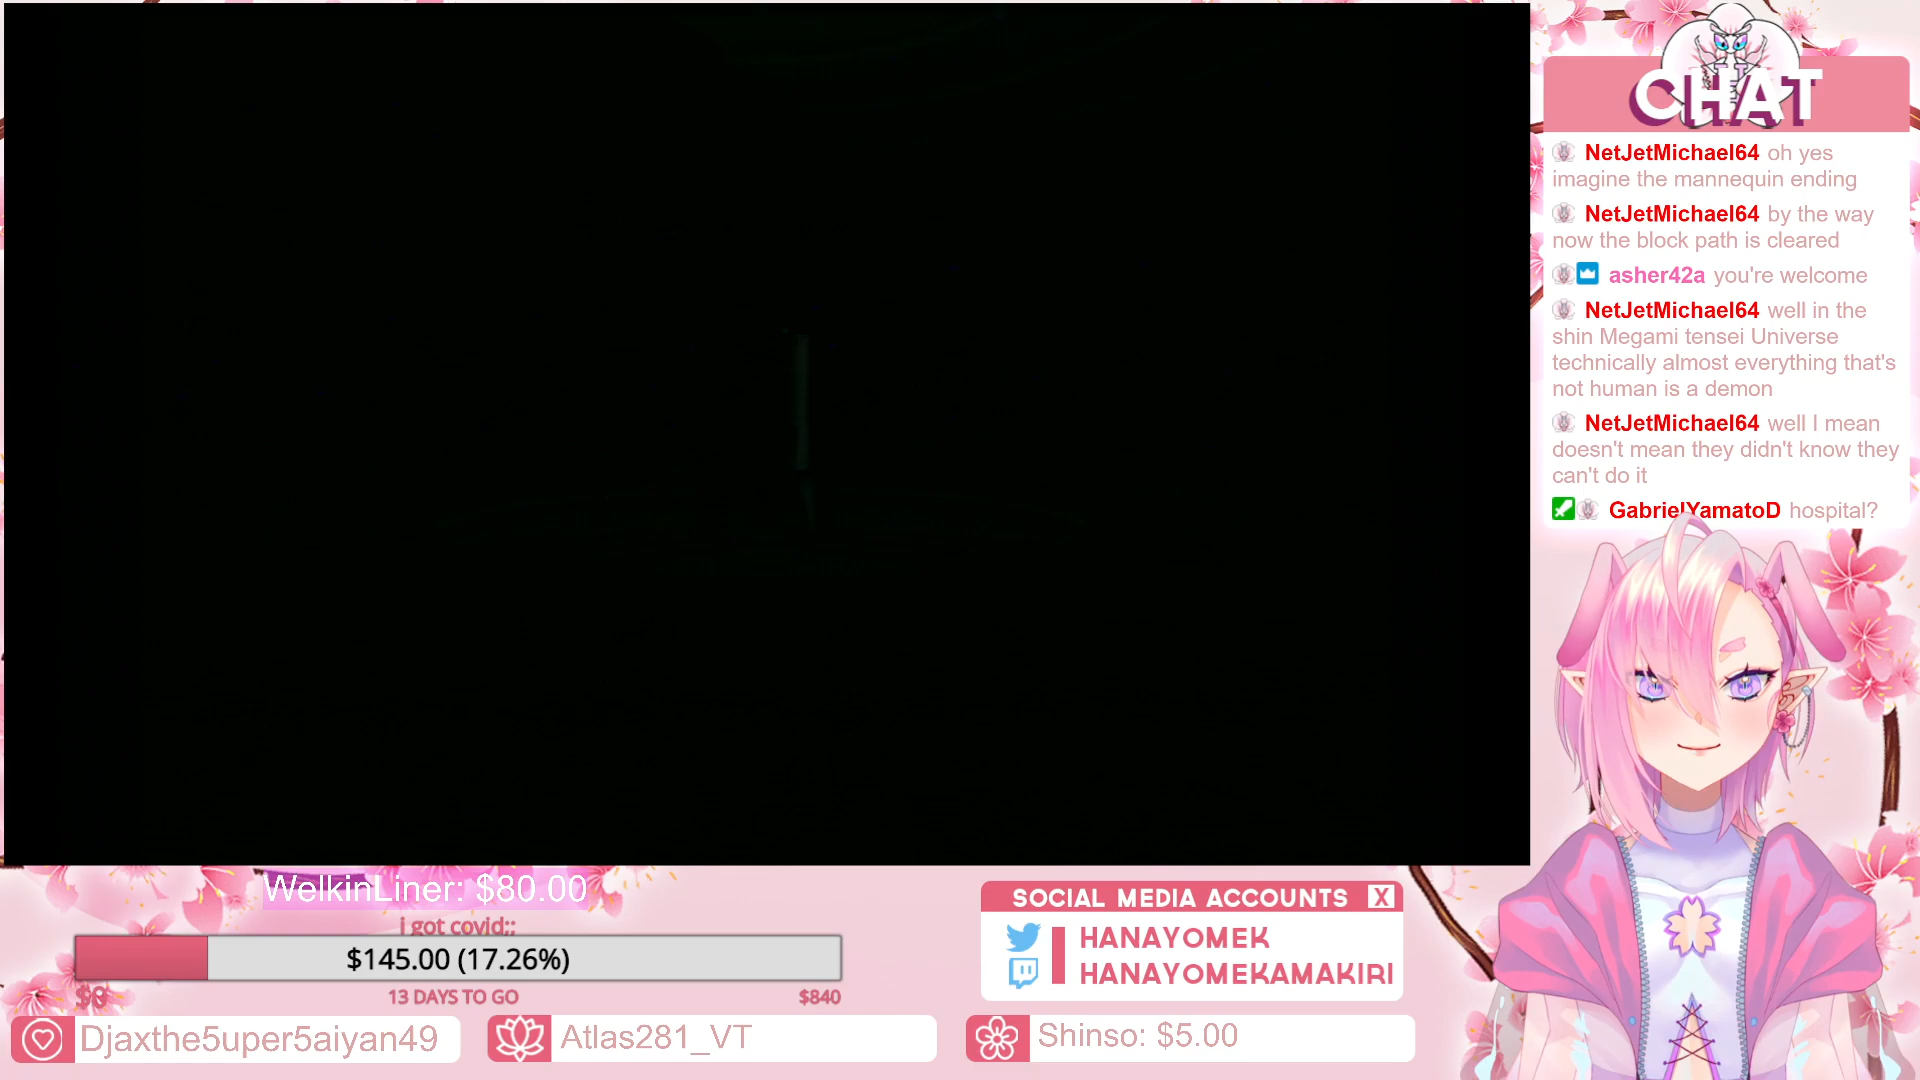 CHAT
NetJetMichael64 oh yes
imagine the mannequin ending
NetJetMichael64 by the way
now the block path is cleared
asher42a you're welcome
NetJetMichael64 well in the
shin Megami tensei Universe
technically almost everything that's
not human is a demon
NetJetMichael64 well I mean
doesn't mean they didn't know they
can't do it
GabrielYamatoD hospital?
WelkinLiner: $80.00
i got covid;;
$145.00 (17.26%)
$0 13 DAYS TO GO $840
SOCIAL MEDIA ACCOUNTS X
HANAYOMEK
HANAYOMEKAMAKIRI
Djaxthe5uper5aiyan49 Atlas281_VT Shinso: $5.00